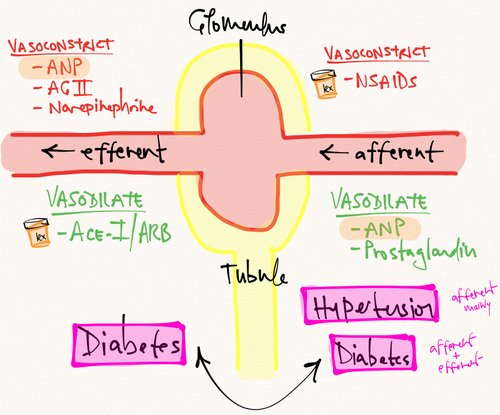 Glomerulus
VASOCONSTRICT
- ANP
- AGII
- Norepinephrine
VASOCONSTRICT
Rx
- NSAIDS
← efferent
← afferent
VASODILATE
Rx
- ACE-I/ARB
VASODILATE
- ANP
- Prostaglandin
Tubule
Hypertension
afferent
mainly
Diabetes
Diabetes
afferent
+
efferent